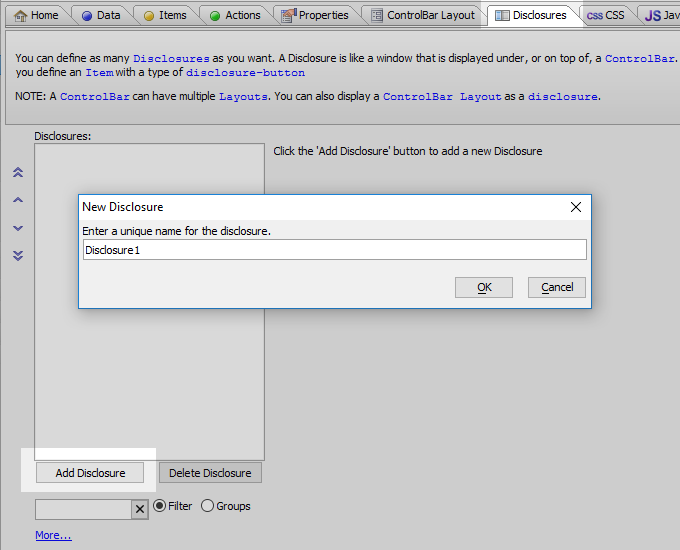 Home Data Items Actions Properties ControlBar Layout Disclosures CSS CSS JS Jav
You can define as many Disclosures as you want. A Disclosure is like a window that is displayed under, or on top of, a ControlBar.
you define an Item with a type of disclosure-button
NOTE: A ControlBar can have multiple Layouts. You can also display a ControlBar Layout as a disclosure.
Disclosures:
Click the 'Add Disclosure' button to add a new Disclosure
New Disclosure
Enter a unique name for the disclosure.
Disclosure1
OK Cancel
Add Disclosure Delete Disclosure
Filter Groups
More...